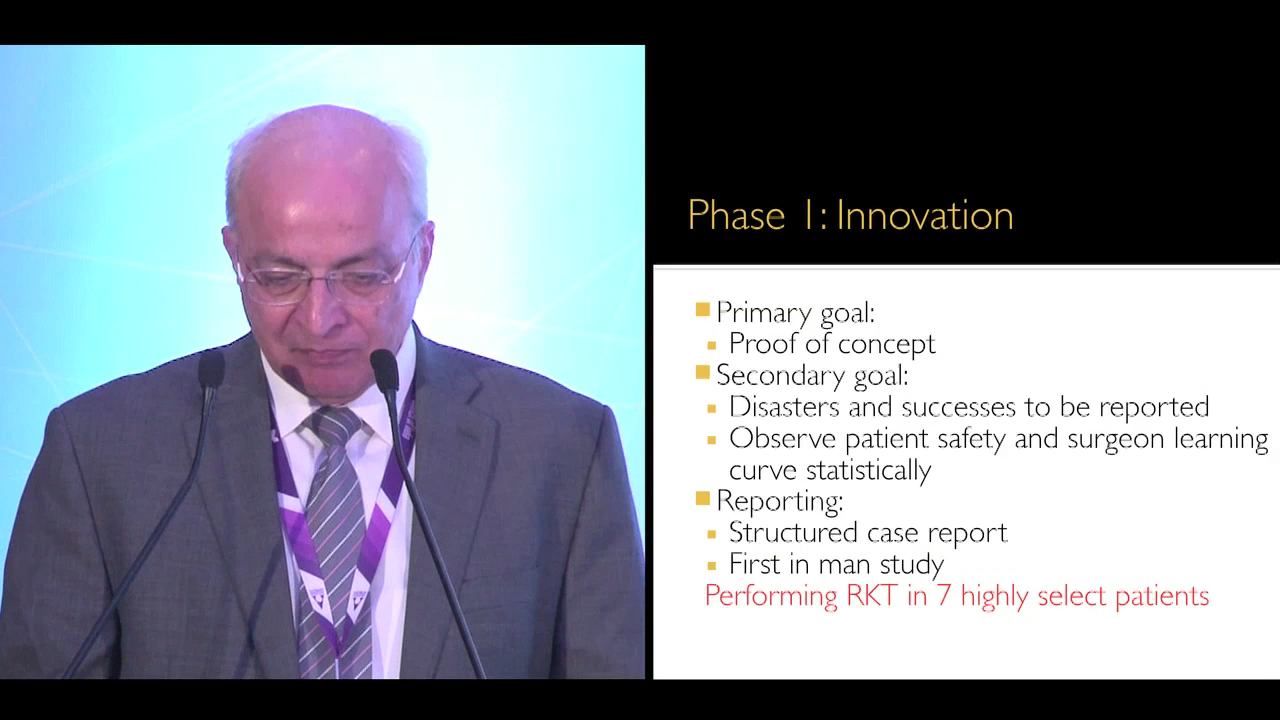 Phase 1: Innovation
Primary goal:
Proof of concept
Secondary goal:
Disasters and successes to be reported
Observe patient safety and surgeon learning
curve statistically
Reporting:
Structured case report
First in man study
Performing RKT in 7 highly select patients